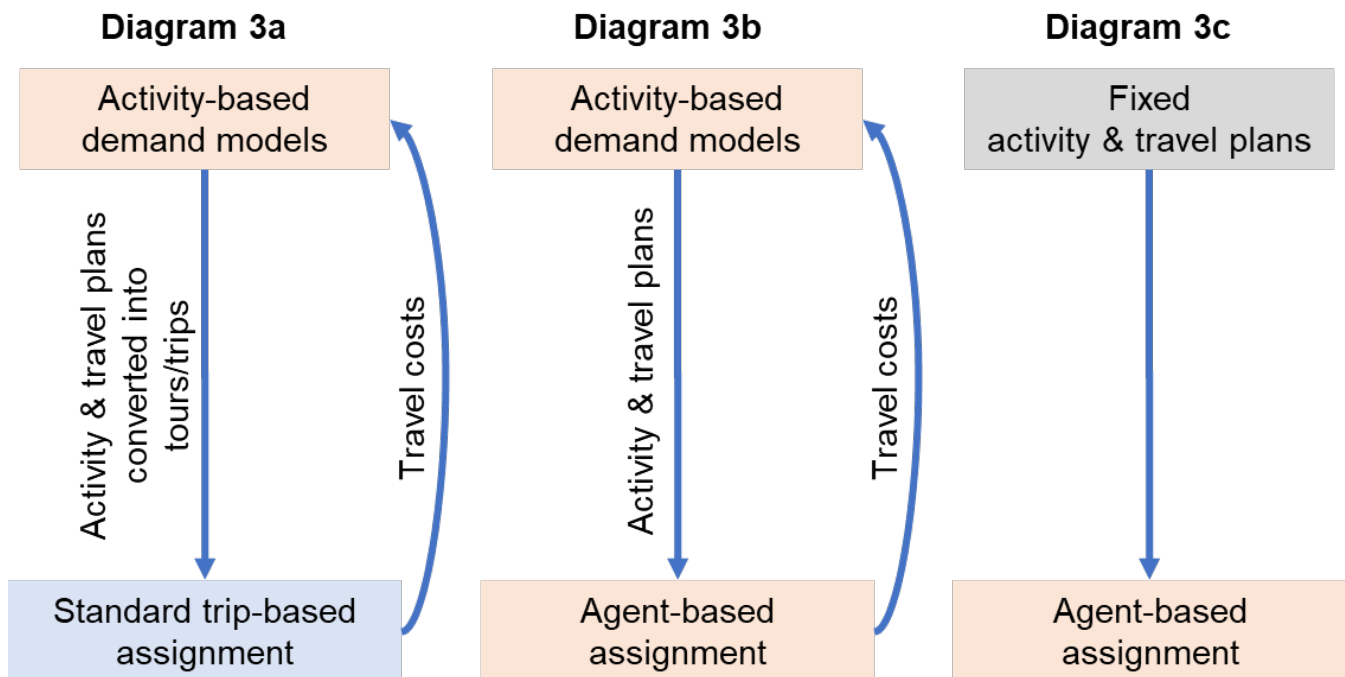 Diagram 3a
Activity-based
demand models
Activity & travel plans
converted into
tours/trips
Travel costs
Standard trip-based
assignment
Diagram 3b
Activity-based
demand models
Activity & travel plans
Travel costs
Agent-based
assignment
Diagram 3c
Fixed
activity & travel plans
Agent-based
assignment